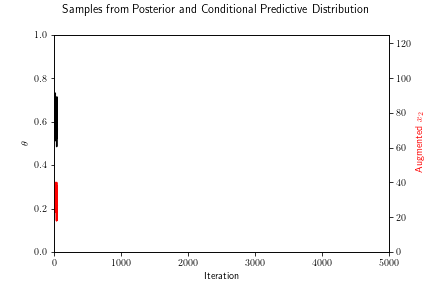 Samples from Posterior and Conditional Predictive Distribution
1.0
0.8
0.6
0.4
0.2
0.0
θ
120
100
80
60
40
20
0
Augmented x₂
0 1000 2000 3000 4000 5000
Iteration